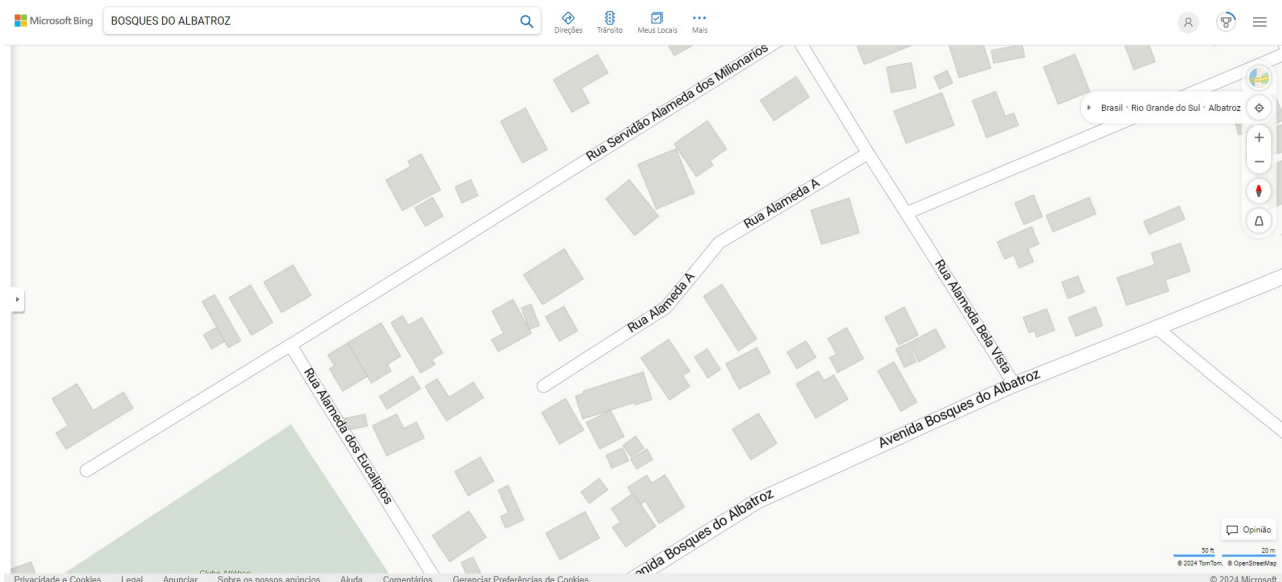 Microsoft Bing
BOSQUES DO ALBATROZ
Direções
Trânsito
Meus Locais
Mais
Rua Servidão Alameda dos Milionarios
Brasil · Rio Grande do Sul · Albatroz
Rua Alameda A
Rua Alameda A
Rua Alameda Bela Vista
Rua Alameda dos Eucaliptos
Avenida Bosques do Albatroz
enida Bosques do Albatroz
Opinião
50 ft 20 m
© 2024 TomTom, © OpenStreetMap
Clube Atlético
Privacidade e Cookies Legal Anunciar Sobre os nossos anúncios Ajuda Comentários Gerenciar Preferências de Cookies © 2024 Microsoft